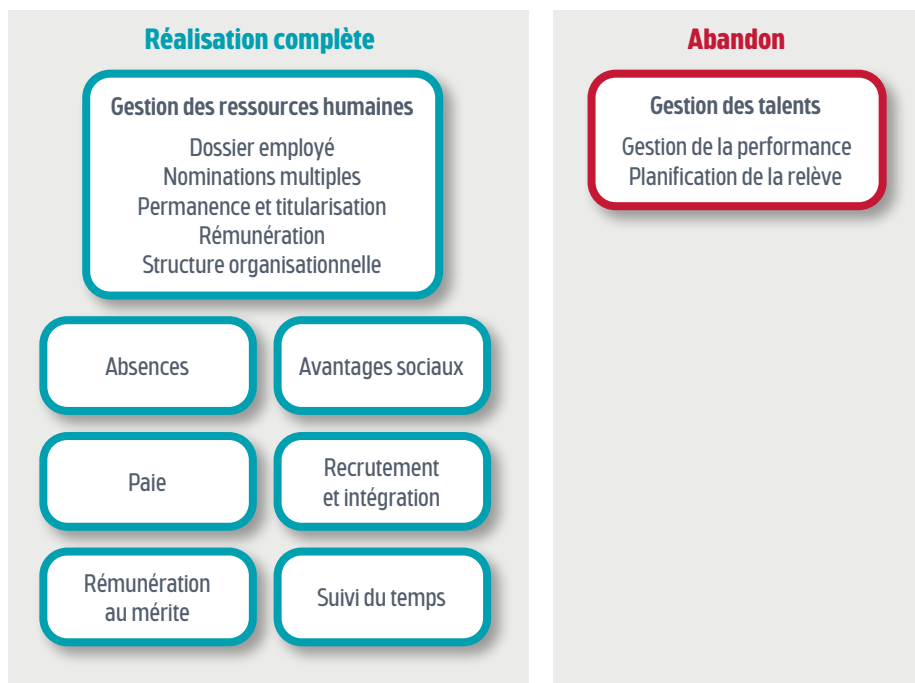 Réalisation complète
Gestion des ressources humaines
Dossier employé
Nominations multiples
Permanence et titularisation
Rémunération
Structure organisationnelle
Absences
Avantages sociaux
Paie
Recrutement
et intégration
Rémunération
au mérite
Suivi du temps
Abandon
Gestion des talents
Gestion de la performance
Planification de la relève